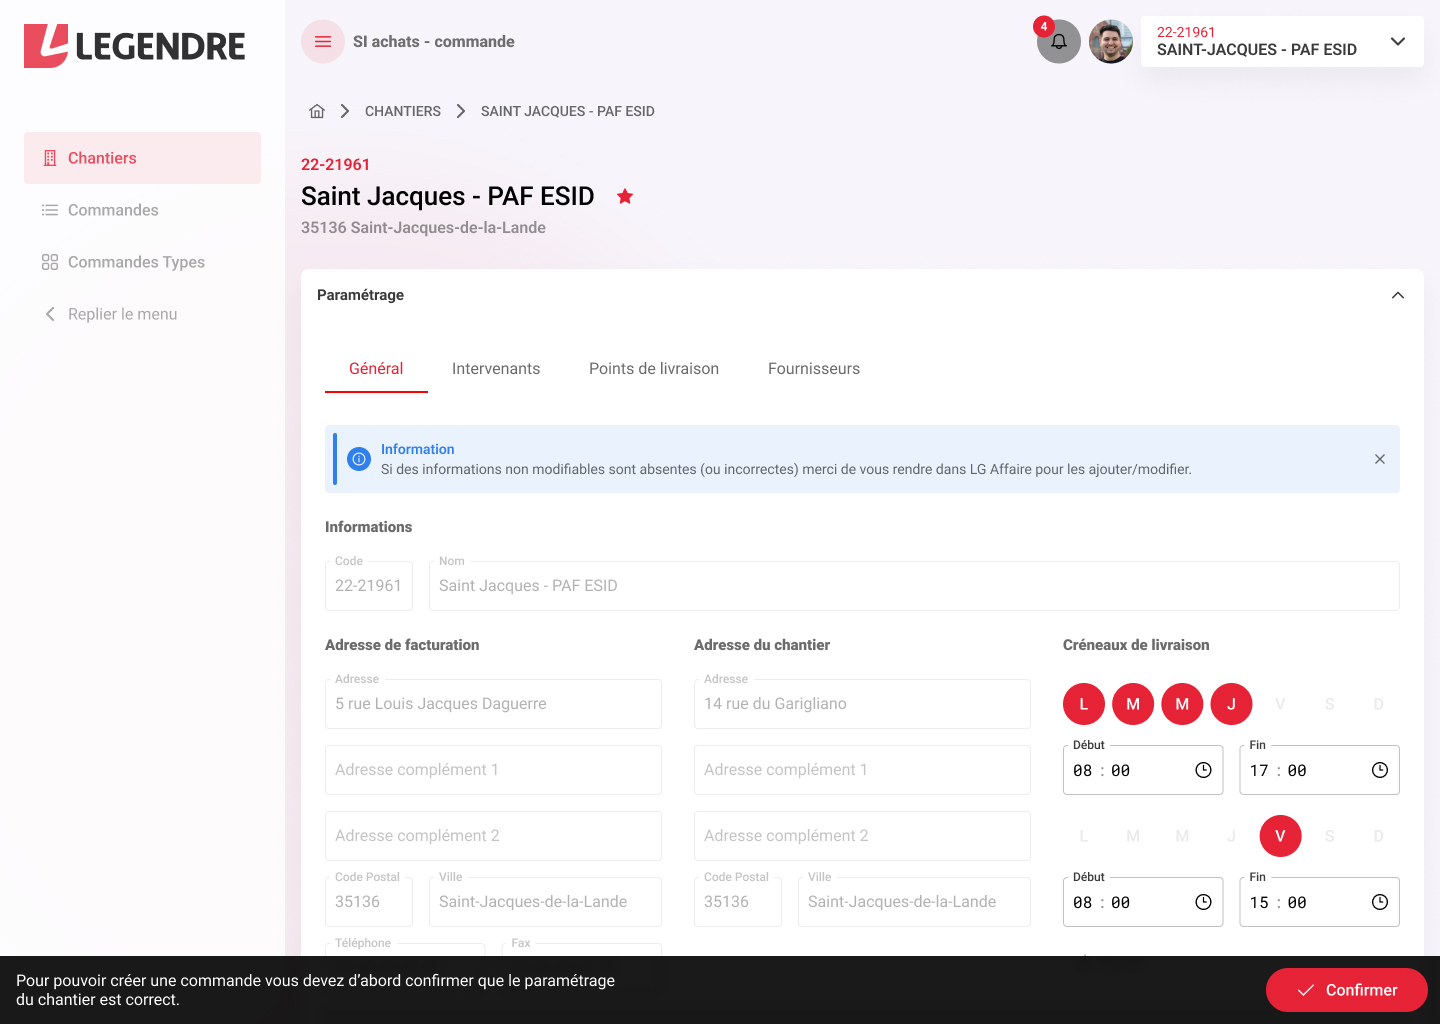 LEGENDRE
SI achats - commande
4
22-21961
SAINT-JACQUES - PAF ESID
Chantiers
Commandes
Commandes Types
Replier le menu
CHANTIERS
SAINT JACQUES - PAF ESID
22-21961
Saint Jacques - PAF ESID
35136 Saint-Jacques-de-la-Lande
Paramétrage
Général
Intervenants
Points de livraison
Fournisseurs
Information
Si des informations non modifiables sont absentes (ou incorrectes) merci de vous rendre dans LG Affaire pour les ajouter/modifier.
Informations
Code
22-21961
Nom
Saint Jacques - PAF ESID
Adresse de facturation
Adresse
5 rue Louis Jacques Daguerre
Adresse complément 1
Adresse complément 2
Code Postal
35136
Ville
Saint-Jacques-de-la-Lande
Téléphone
Fax
Adresse du chantier
Adresse
14 rue du Garigliano
Adresse complément 1
Adresse complément 2
Code Postal
35136
Ville
Saint-Jacques-de-la-Lande
Créneaux de livraison
L M M J V S D
Début
08 : 00
Fin
17 : 00
L M M J V S D
Début
08 : 00
Fin
15 : 00
Pour pouvoir créer une commande vous devez d’abord confirmer que le paramétrage
du chantier est correct.
Confirmer